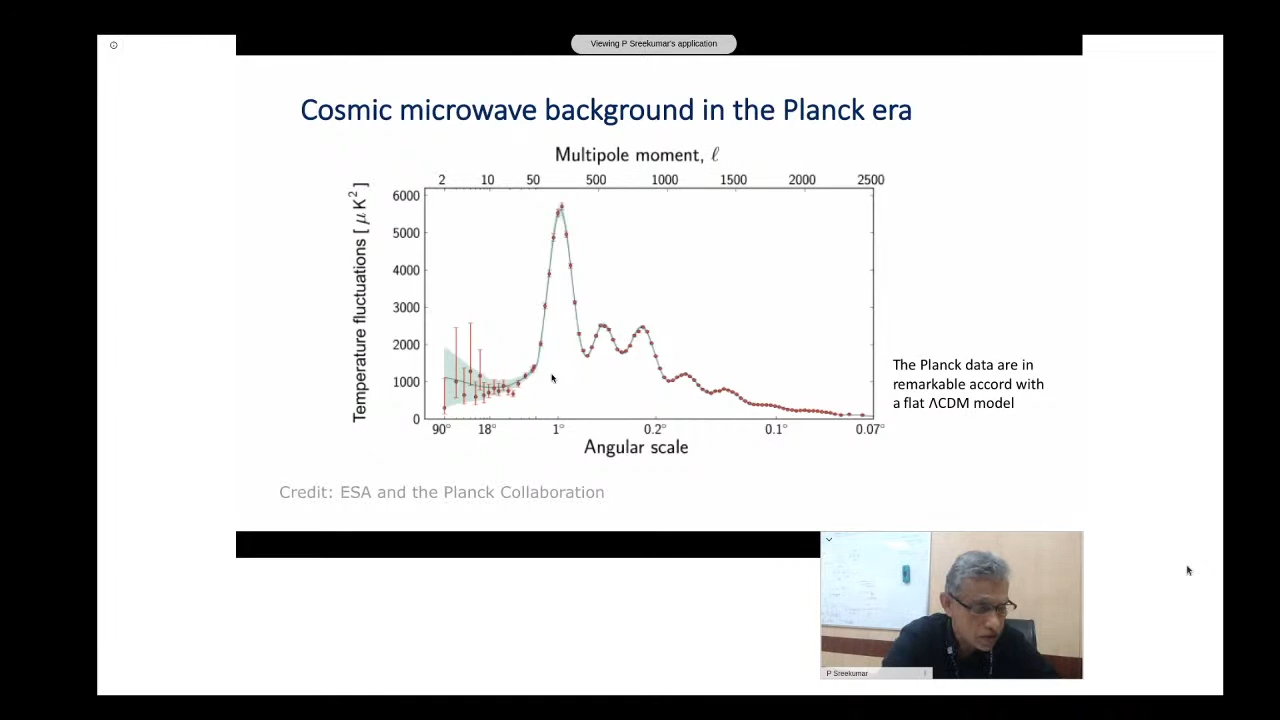 Viewing P Sreekumar's application
Cosmic microwave background in the Planck era
Multipole moment, ℓ
2 10 50 500 1000 1500 2000 2500
Temperature fluctuations [ μ K² ]
6000
5000
4000
3000
2000
1000
0
90° 18° 1° 0.2° 0.1° 0.07°
Angular scale
The Planck data are in
remarkable accord with
a flat ΛCDM model
Credit: ESA and the Planck Collaboration
P Sreekumar